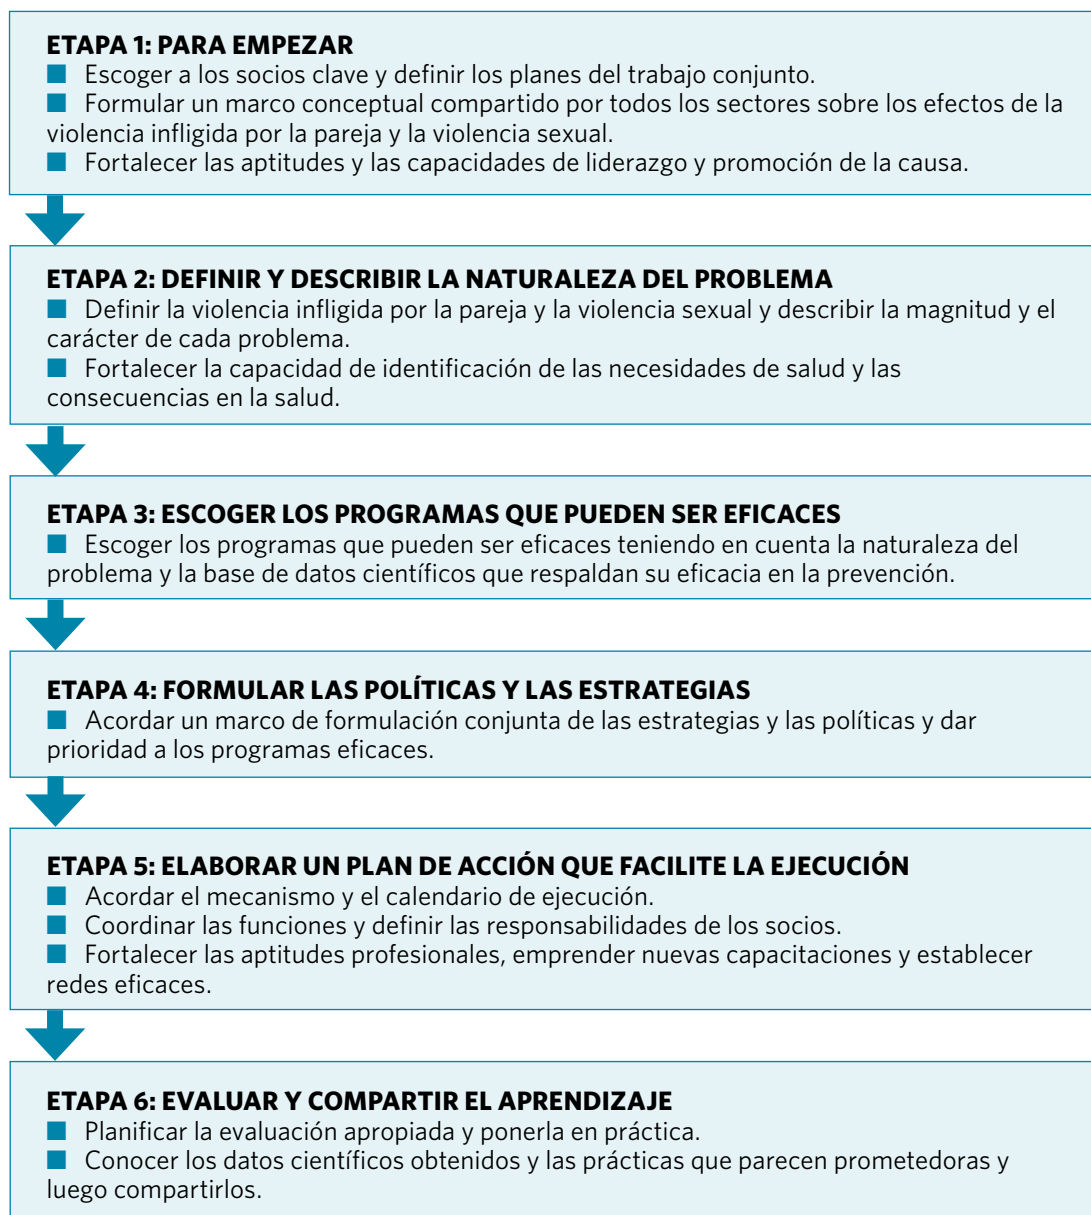 ETAPA 1: PARA EMPEZAR
■ Escoger a los socios clave y definir los planes del trabajo conjunto.
■ Formular un marco conceptual compartido por todos los sectores sobre los efectos de la
violencia infligida por la pareja y la violencia sexual.
■ Fortalecer las aptitudes y las capacidades de liderazgo y promoción de la causa.
ETAPA 2: DEFINIR Y DESCRIBIR LA NATURALEZA DEL PROBLEMA
■ Definir la violencia infligida por la pareja y la violencia sexual y describir la magnitud y el
carácter de cada problema.
■ Fortalecer la capacidad de identificación de las necesidades de salud y las
consecuencias en la salud.
ETAPA 3: ESCOGER LOS PROGRAMAS QUE PUEDEN SER EFICACES
■ Escoger los programas que pueden ser eficaces teniendo en cuenta la naturaleza del
problema y la base de datos científicos que respaldan su eficacia en la prevención.
ETAPA 4: FORMULAR LAS POLÍTICAS Y LAS ESTRATEGIAS
■ Acordar un marco de formulación conjunta de las estrategias y las políticas y dar
prioridad a los programas eficaces.
ETAPA 5: ELABORAR UN PLAN DE ACCIÓN QUE FACILITE LA EJECUCIÓN
■ Acordar el mecanismo y el calendario de ejecución.
■ Coordinar las funciones y definir las responsabilidades de los socios.
■ Fortalecer las aptitudes profesionales, emprender nuevas capacitaciones y establecer
redes eficaces.
ETAPA 6: EVALUAR Y COMPARTIR EL APRENDIZAJE
■ Planificar la evaluación apropiada y ponerla en práctica.
■ Conocer los datos científicos obtenidos y las prácticas que parecen prometedoras y
luego compartirlos.